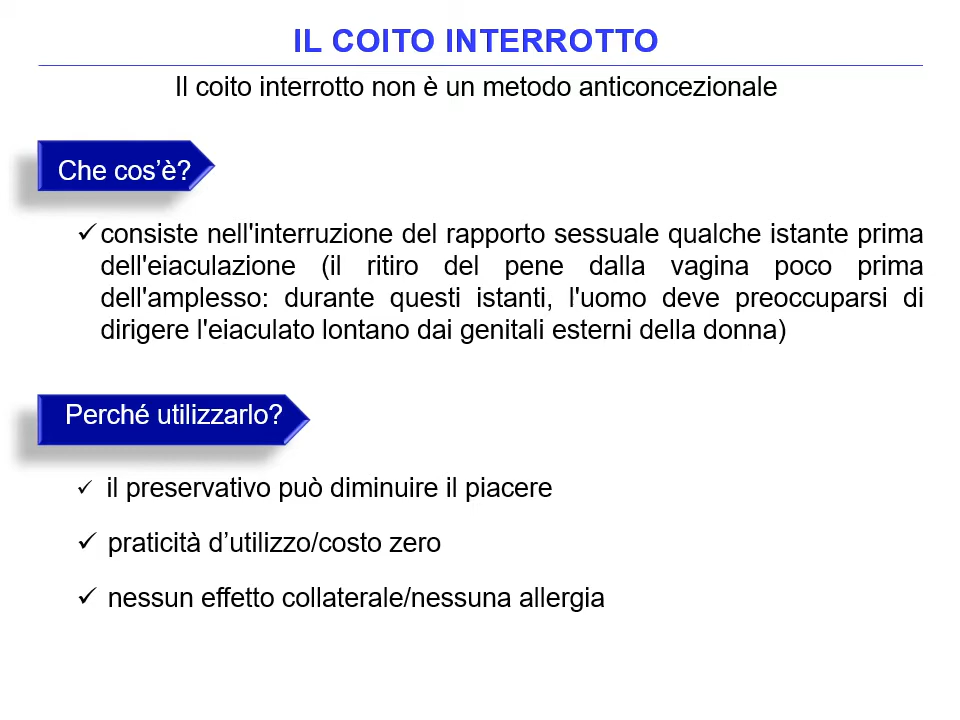 IL COITO INTERROTTO
Il coito interrotto non è un metodo anticoncezionale
Che cos’è?
✓consiste nell'interruzione del rapporto sessuale qualche istante prima
dell'eiaculazione (il ritiro del pene dalla vagina poco prima
dell'amplesso: durante questi istanti, l'uomo deve preoccuparsi di
dirigere l'eiaculato lontano dai genitali esterni della donna)
Perché utilizzarlo?
✓ il preservativo può diminuire il piacere
✓ praticità d’utilizzo/costo zero
✓ nessun effetto collaterale/nessuna allergia